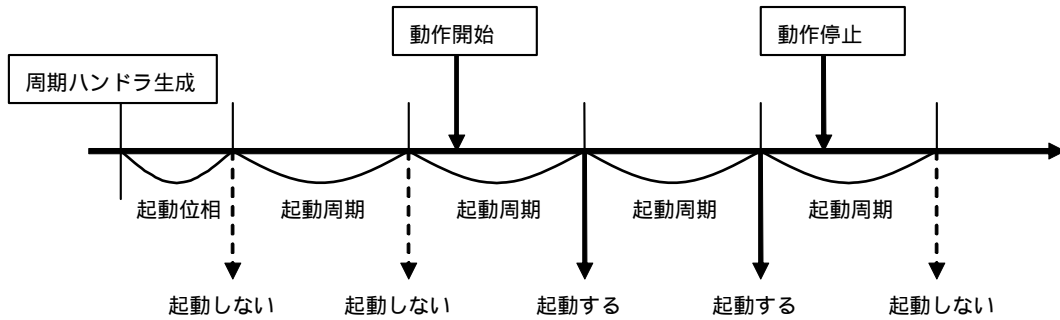 動作開始
動作停止
周期ハンドラ生成
起動位相
起動周期
起動周期
起動周期
起動周期
起動しない
起動しない
起動する
起動する
起動しない